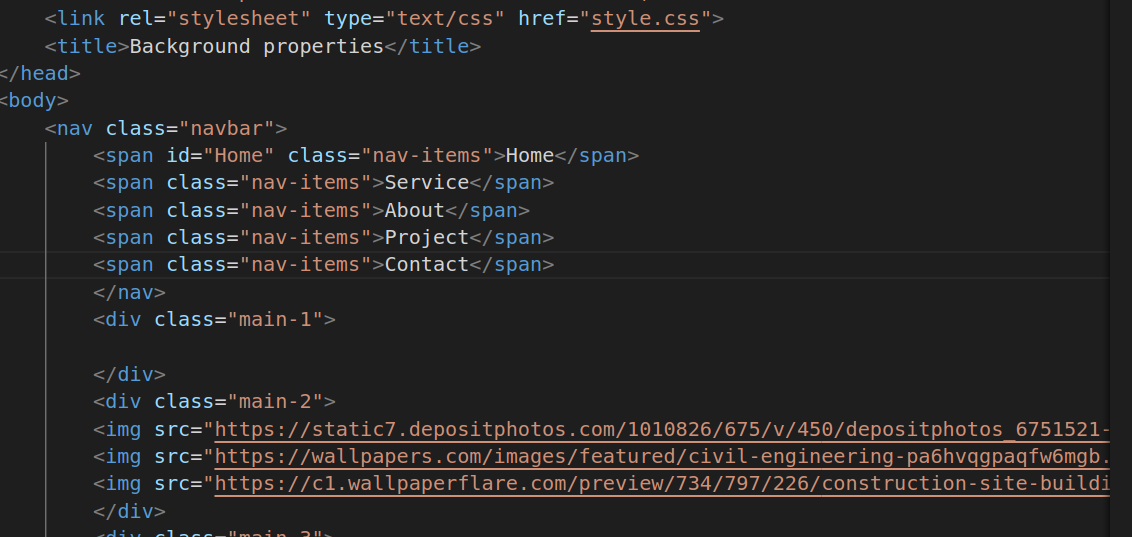 <link rel="stylesheet" type="text/css" href="style.css">
<title>Background properties</title>
</head>
<body>
<nav class="navbar">
<span id="Home" class="nav-items">Home</span>
<span class="nav-items">Service</span>
<span class="nav-items">About</span>
<span class="nav-items">Project</span>
<span class="nav-items">Contact</span>
</nav>
<div class="main-1">
</div>
<div class="main-2">
<img src="https://static7.depositphotos.com/1010826/675/v/450/depositphotos_6751521-
<img src="https://wallpapers.com/images/featured/civil-engineering-pa6hvqgpaqfw6mgb.
<img src="https://c1.wallpaperflare.com/preview/734/797/226/construction-site-buildi
</div>
<div class="main-3">